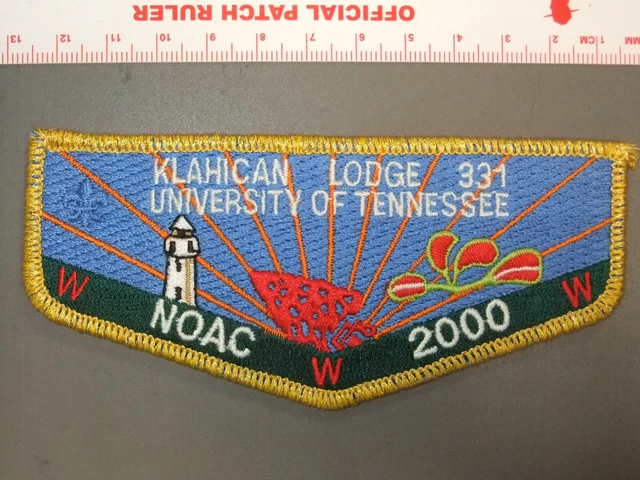 OFFICIAL PATCH RULER
13 12 11 10 9 8 7 6 5 4 3 2 1 CM MM
KLAHICAN LODGE 331
UNIVERSITY OF TENNESSEE
W W
NOAC 2000
W